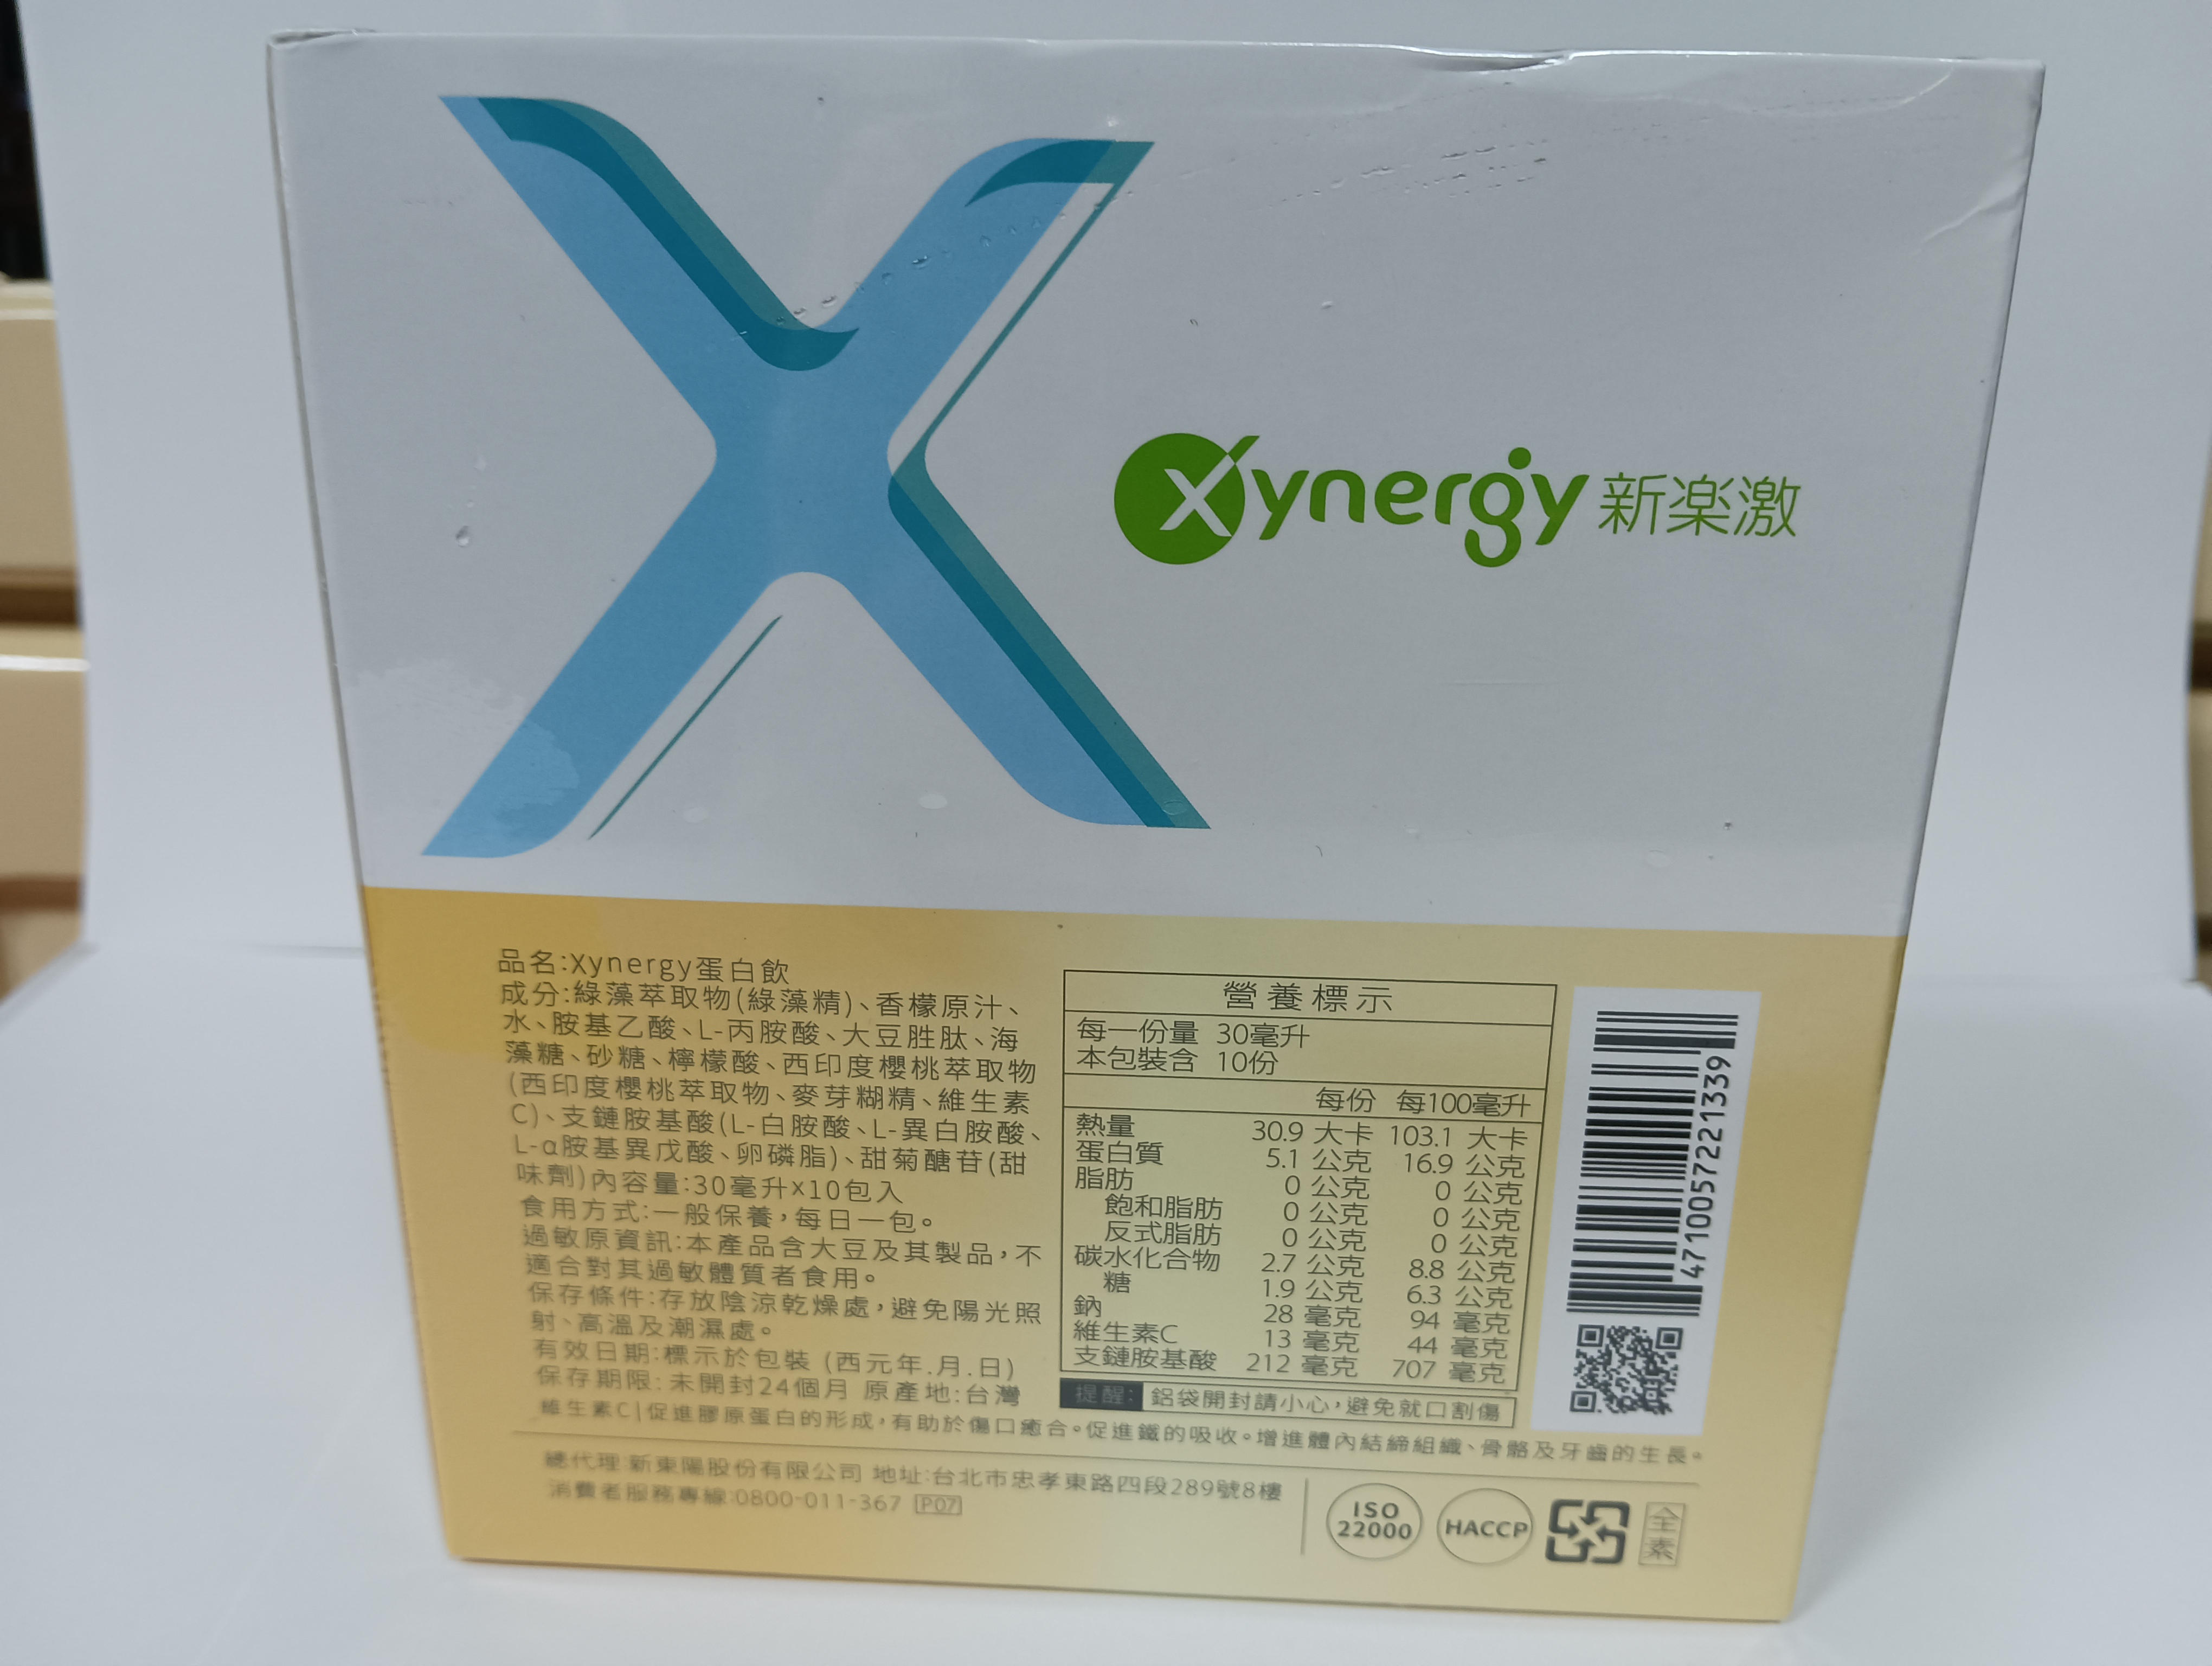 X
Xynergy 新楽激
品名:Xynergy蛋白飲
成分:綠藻萃取物(綠藻精)、香檬原汁、
水、胺基乙酸、L-丙胺酸、大豆胜肽、海
藻糖、砂糖、檸檬酸、西印度櫻桃萃取物
(西印度櫻桃萃取物、麥芽糊精、維生素
C)、支鏈胺基酸(L-白胺酸、L-異白胺酸、
L-α胺基異戊酸、卵磷脂)、甜菊醣苷(甜
味劑)內容量:30毫升x10包入
食用方式:一般保養，每日一包。
過敏原資訊:本產品含大豆及其製品，不
適合對其過敏體質者食用。
保存條件:存放陰涼乾燥處，避免陽光照
射、高溫及潮濕處。
有效日期:標示於包裝 (西元年.月.日)
保存期限: 未開封24個月 原產地:台灣
維生素C|促進膠原蛋白的形成，有助於傷口癒合。促進鐵的吸收。增進體內結締組織、骨骼及牙齒的生長。
營養標示
每一份量 30毫升
本包裝含 10份
每份 每100毫升
熱量 30.9 大卡 103.1 大卡
蛋白質 5.1 公克 16.9 公克
脂肪 0 公克 0 公克
飽和脂肪 0 公克 0 公克
反式脂肪 0 公克 0 公克
碳水化合物 2.7 公克 8.8 公克
糖 1.9 公克 6.3 公克
鈉 28 毫克 94 毫克
維生素C 13 毫克 44 毫克
支鏈胺基酸 212 毫克 707 毫克
提醒: 鋁袋開封請小心，避免就口割傷
4710057221339
總代理:新東陽股份有限公司 地址:台北市忠孝東路四段289號8樓
消費者服務專線:0800-011-367 P07
ISO
22000
HACCP
全
素